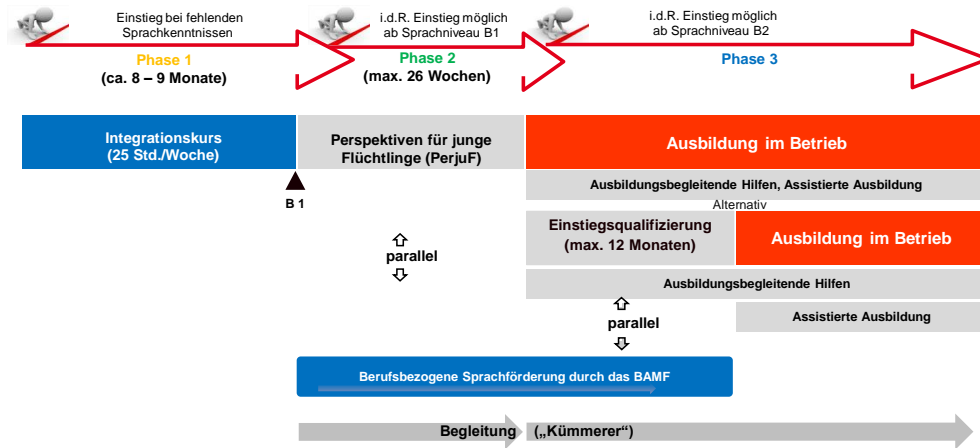 Einstieg bei fehlenden
Sprachkenntnissen
i.d.R. Einstieg möglich
ab Sprachniveau B1
i.d.R. Einstieg möglich
ab Sprachniveau B2
Phase 1
(ca. 8 – 9 Monate)
Phase 2
(max. 26 Wochen)
Phase 3
Integrationskurs
(25 Std./Woche)
Perspektiven für junge
Flüchtlinge (PerjuF)
Ausbildung im Betrieb
B 1
Ausbildungsbegleitende Hilfen, Assistierte Ausbildung
Alternativ
Einstiegsqualifizierung
(max. 12 Monaten)
Ausbildung im Betrieb
parallel
Ausbildungsbegleitende Hilfen
parallel
Assistierte Ausbildung
Berufsbezogene Sprachförderung durch das BAMF
Begleitung („Kümmerer“)